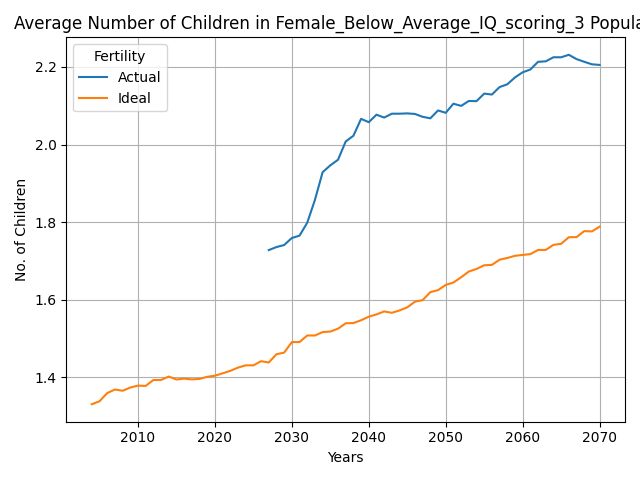 Average Number of Children in Female_Below_Average_IQ_scoring_3 Popula
Fertility
Actual
Ideal
No. of Children
2.2
2.0
1.8
1.6
1.4
2010 2020 2030 2040 2050 2060 2070
Years